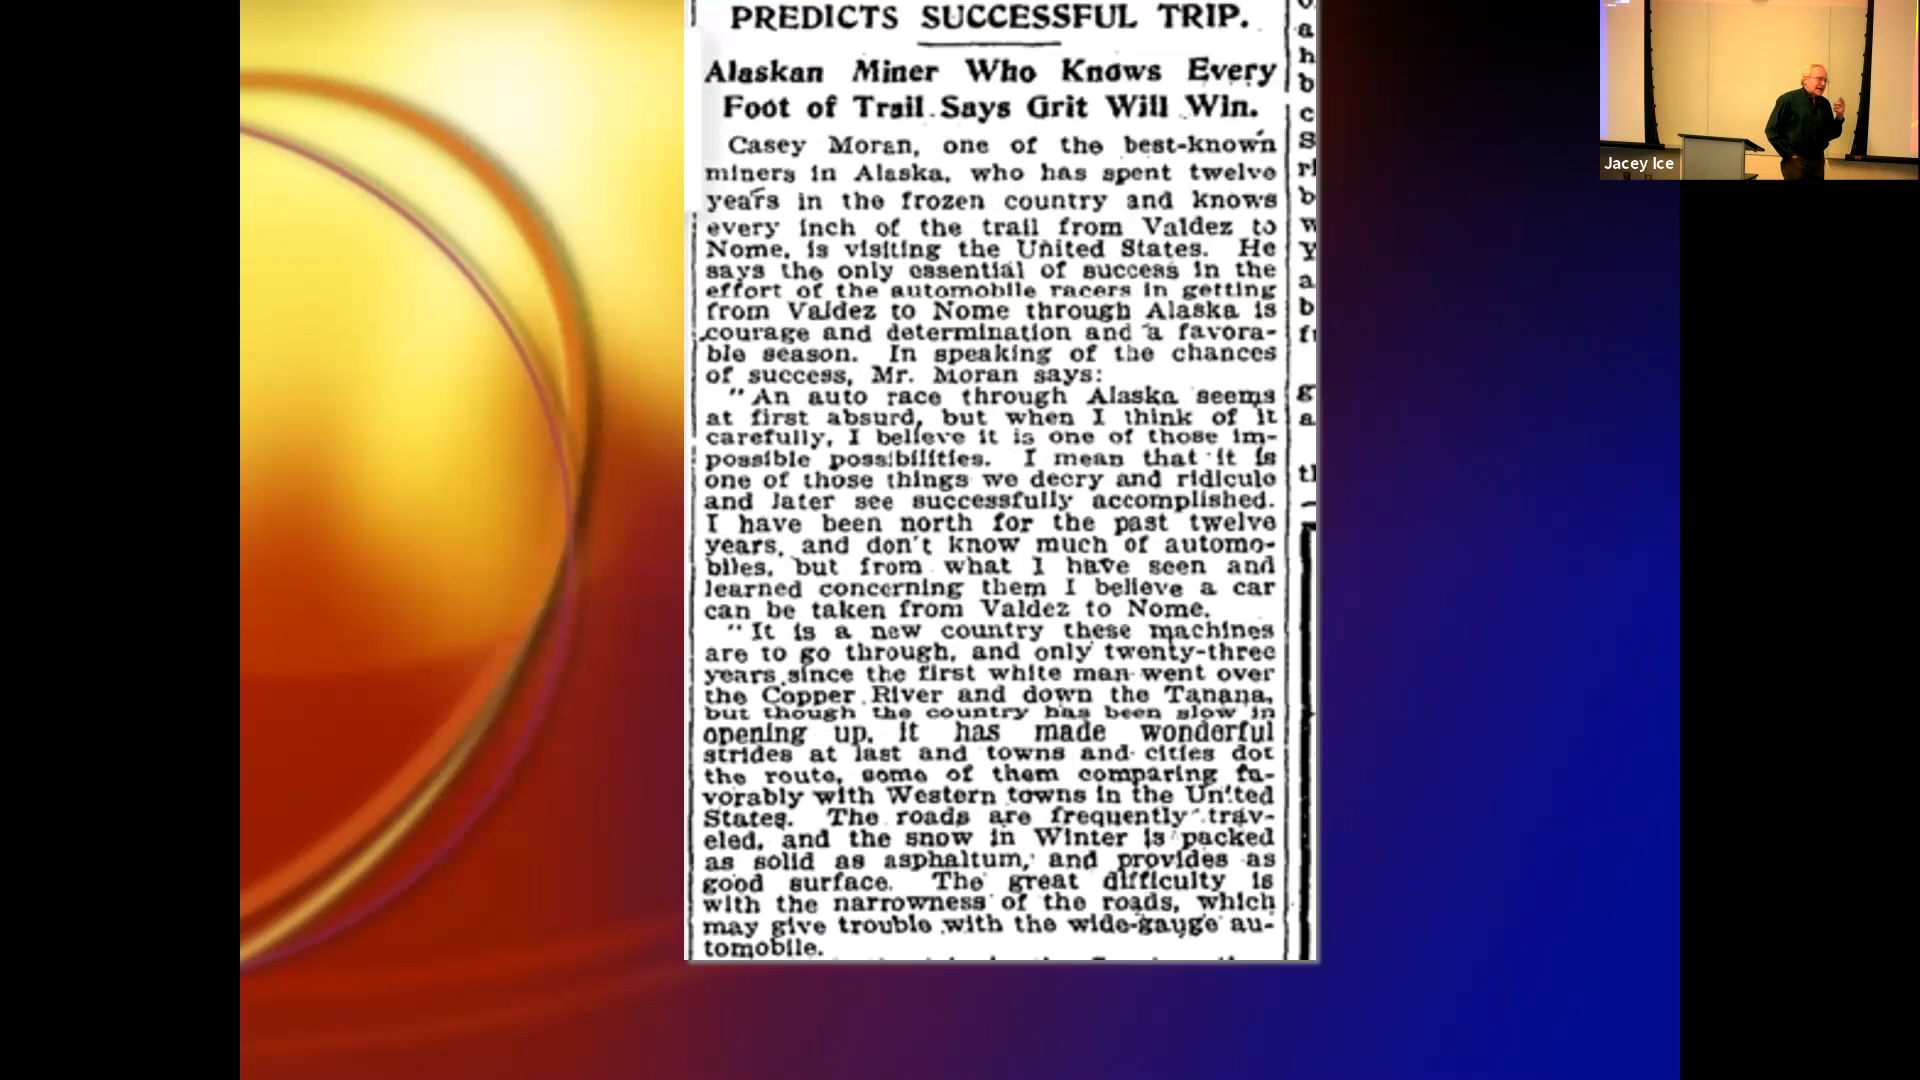 PREDICTS SUCCESSFUL TRIP.
Alaskan Miner Who Knows Every
Foot of Trail Says Grit Will Win.
Casey Moran, one of the best-known
miners in Alaska, who has spent twelve
years in the frozen country and knows
every inch of the trail from Valdez to
Nome, is visiting the United States. He
says the only essential of success in the
effort of the automobile racers in getting
from Valdez to Nome through Alaska is
courage and determination and a favora-
ble season. In speaking of the chances
of success, Mr. Moran says:
"An auto race through Alaska seems
at first absurd, but when I think of it
carefully, I believe it is one of those im-
possible possibilities. I mean that it is
one of those things we decry and ridicule
and later see successfully accomplished.
I have been north for the past twelve
years, and don't know much of automo-
biles, but from what I have seen and
learned concerning them I believe a car
can be taken from Valdez to Nome.
"It is a new country these machines
are to go through, and only twenty-three
years since the first white man went over
the Copper River and down the Tanana,
but though the country has been slow in
opening up, it has made wonderful
strides at last and towns and cities dot
the route, some of them comparing fa-
vorably with Western towns in the United
States. The roads are frequently trav-
eled, and the snow in Winter is packed
as solid as asphaltum, and provides as
good surface. The great difficulty is
with the narrowness of the roads, which
may give trouble with the wide-gauge au-
tomobile.
Jacey Ice